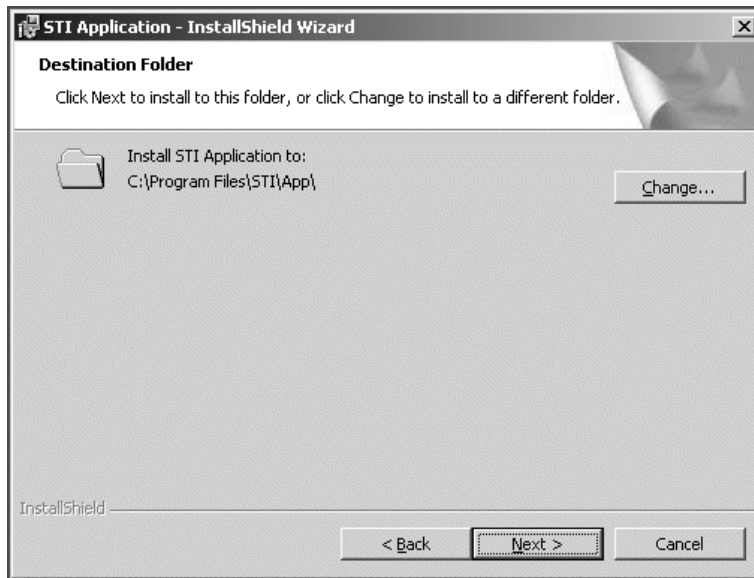 STI Application - InstallShield Wizard
Destination Folder
Click Next to install to this folder, or click Change to install to a different folder.
Install STI Application to:
C:\Program Files\STI\App\
Change...
InstallShield
< Back
Next >
Cancel